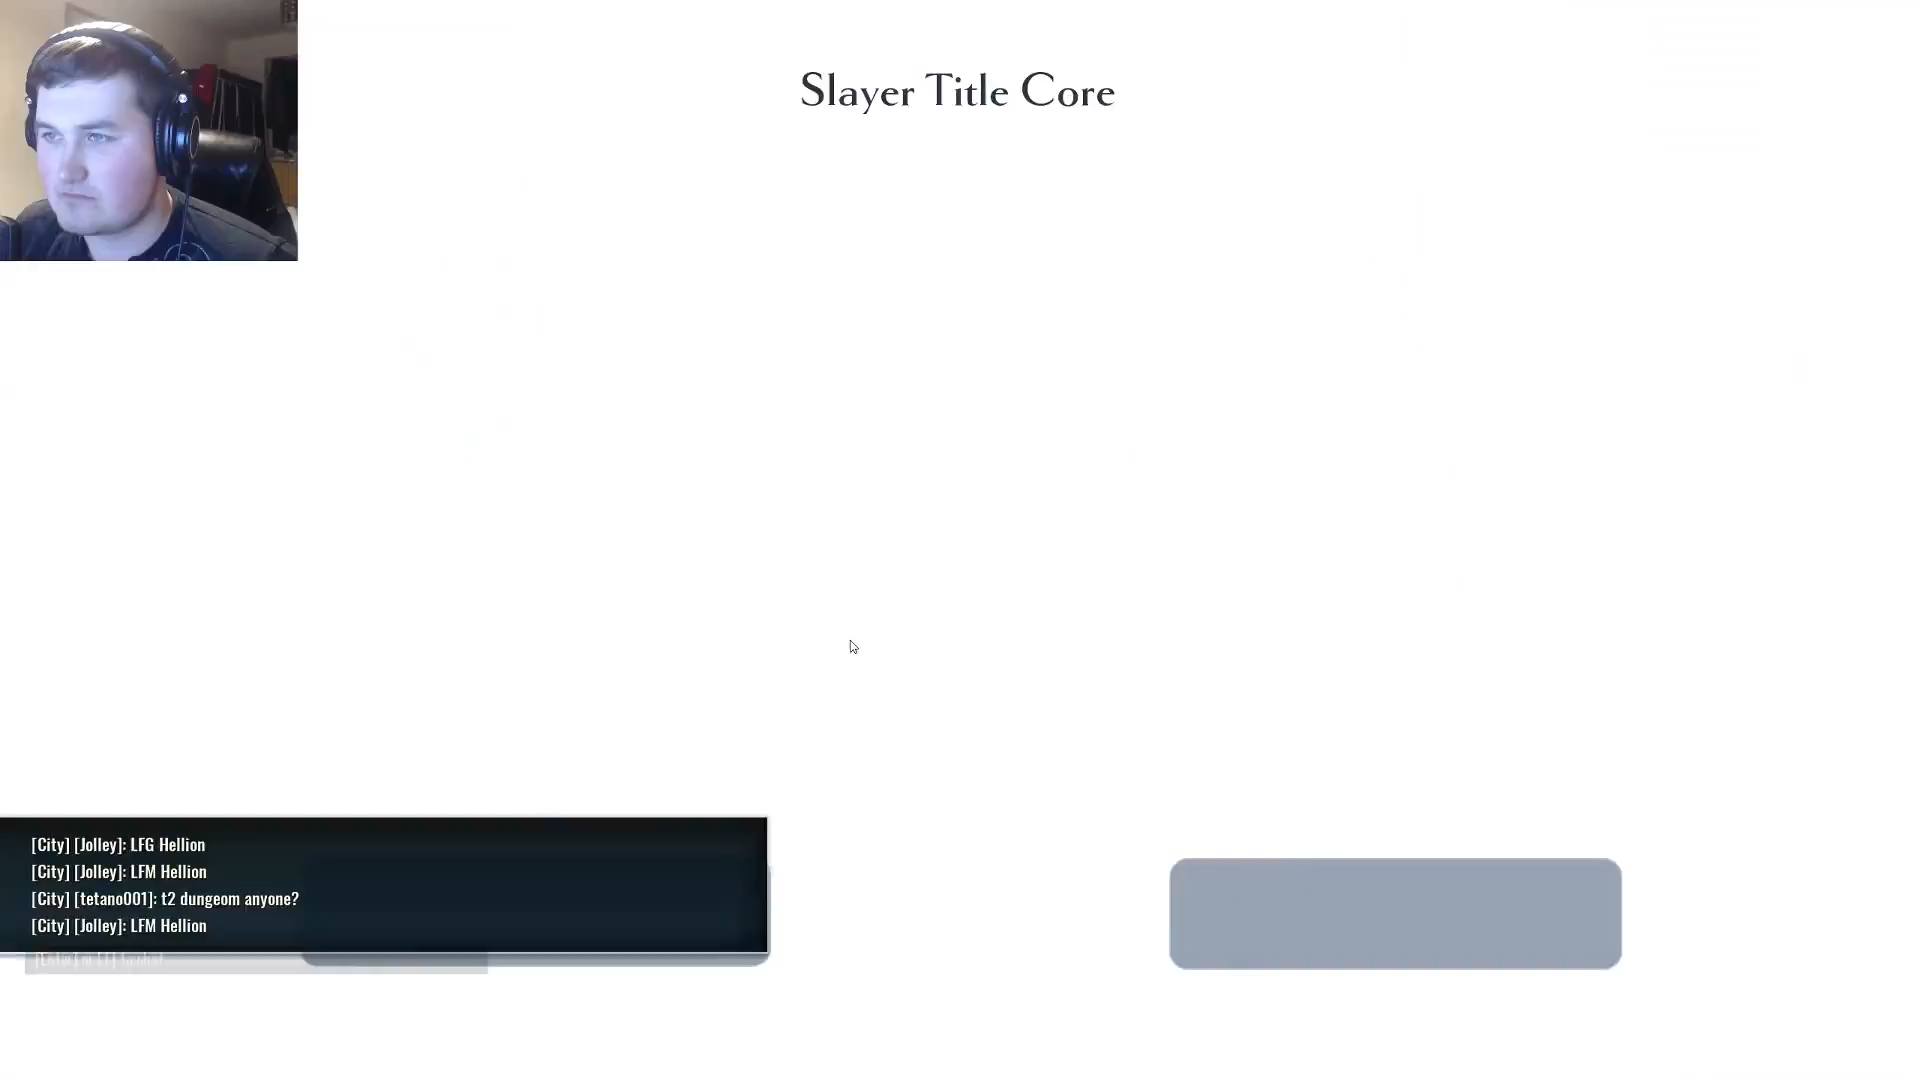 Slayer Title Core
[City] [Jolley]: LFG Hellion
[City] [Jolley]: LFM Hellion
[City] [tetano001]: t2 dungeom anyone?
[City] [Jolley]: LFM Hellion